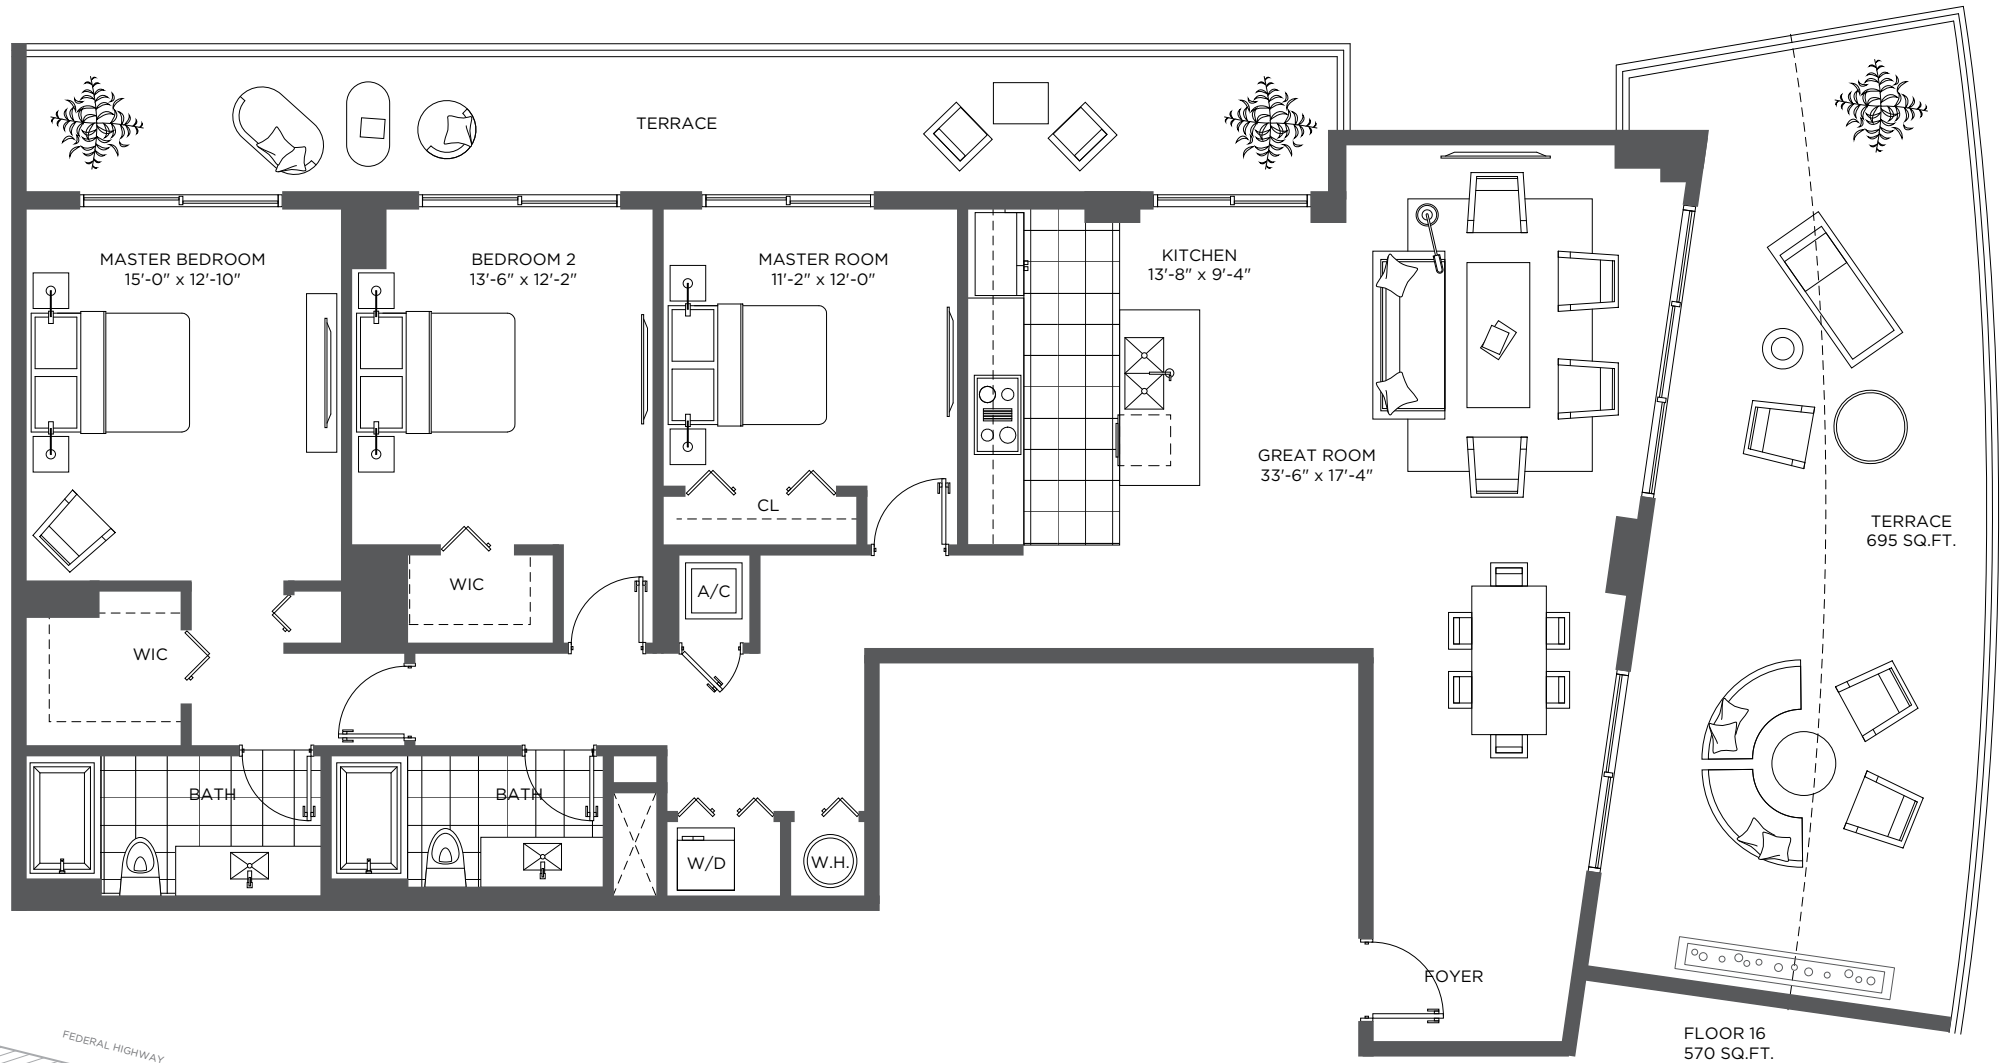 TERRACE
MASTER BEDROOM
15'-0" x 12'-10"
BEDROOM 2
13'-6" x 12'-2"
MASTER ROOM
11'-2" x 12'-0"
KITCHEN
13'-8" x 9'-4"
GREAT ROOM
33'-6" x 17'-4"
CL
TERRACE
695 SQ.FT.
WIC
A/C
WIC
BATH
BATH
W/D
W.H.
FOYER
FLOOR 16
570 SQ.FT.
FEDERAL HIGHWAY